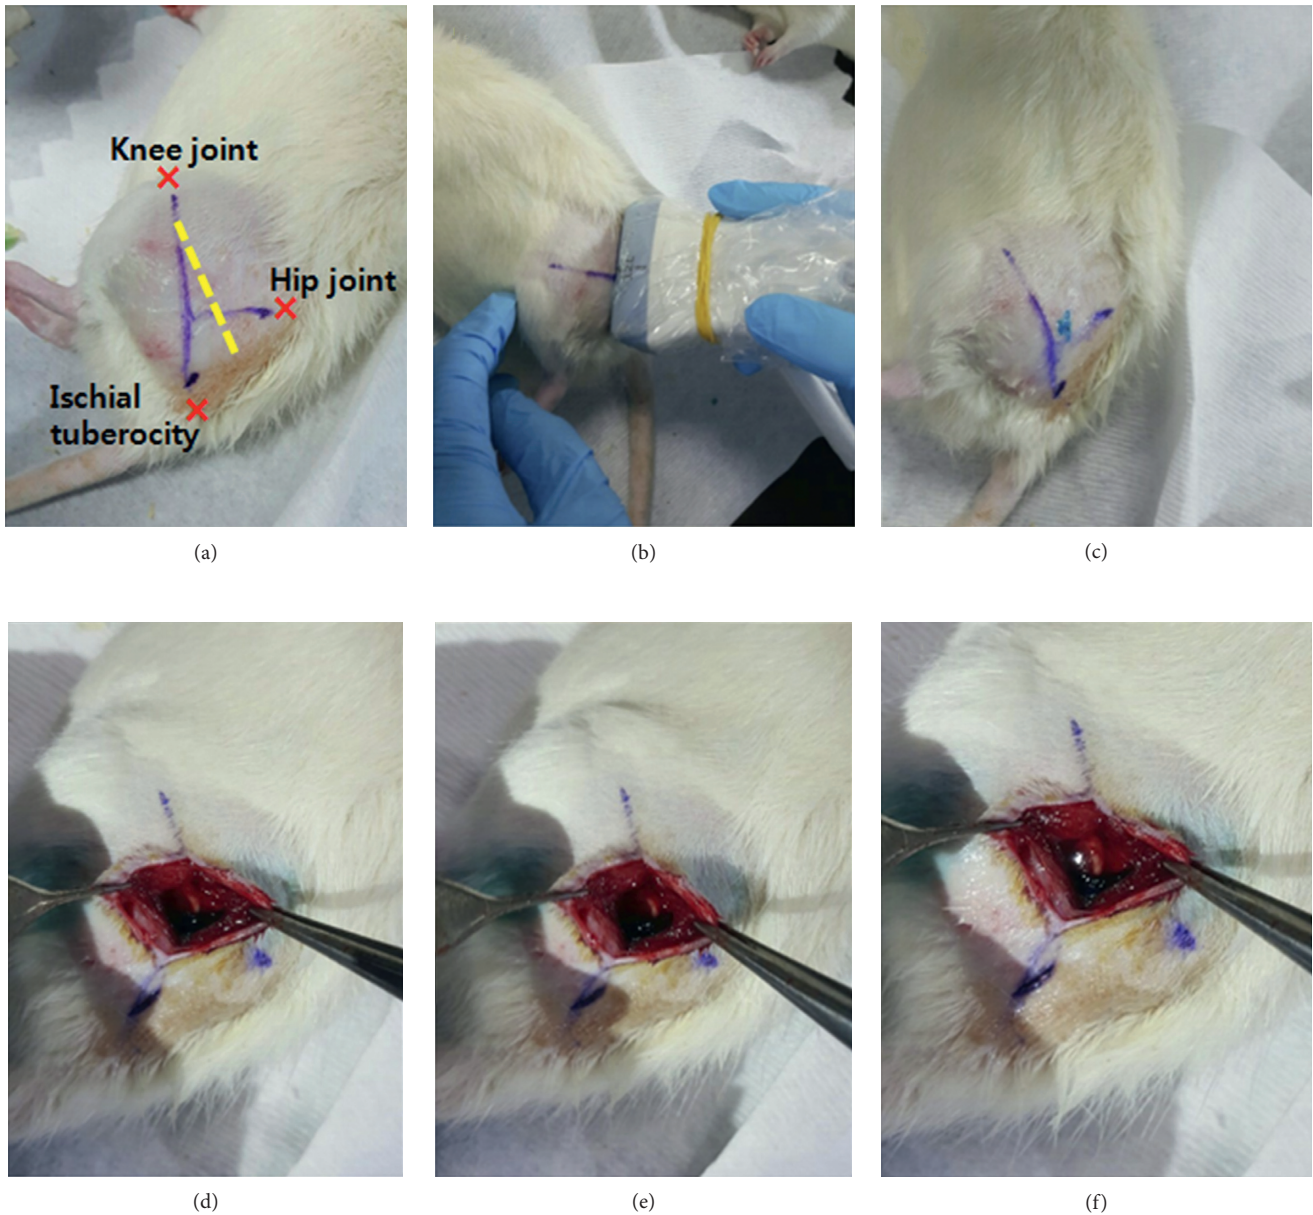 Knee joint
Hip joint
Ischial
tuberocity
(a)
(b)
(c)
(d)
(e)
(f)